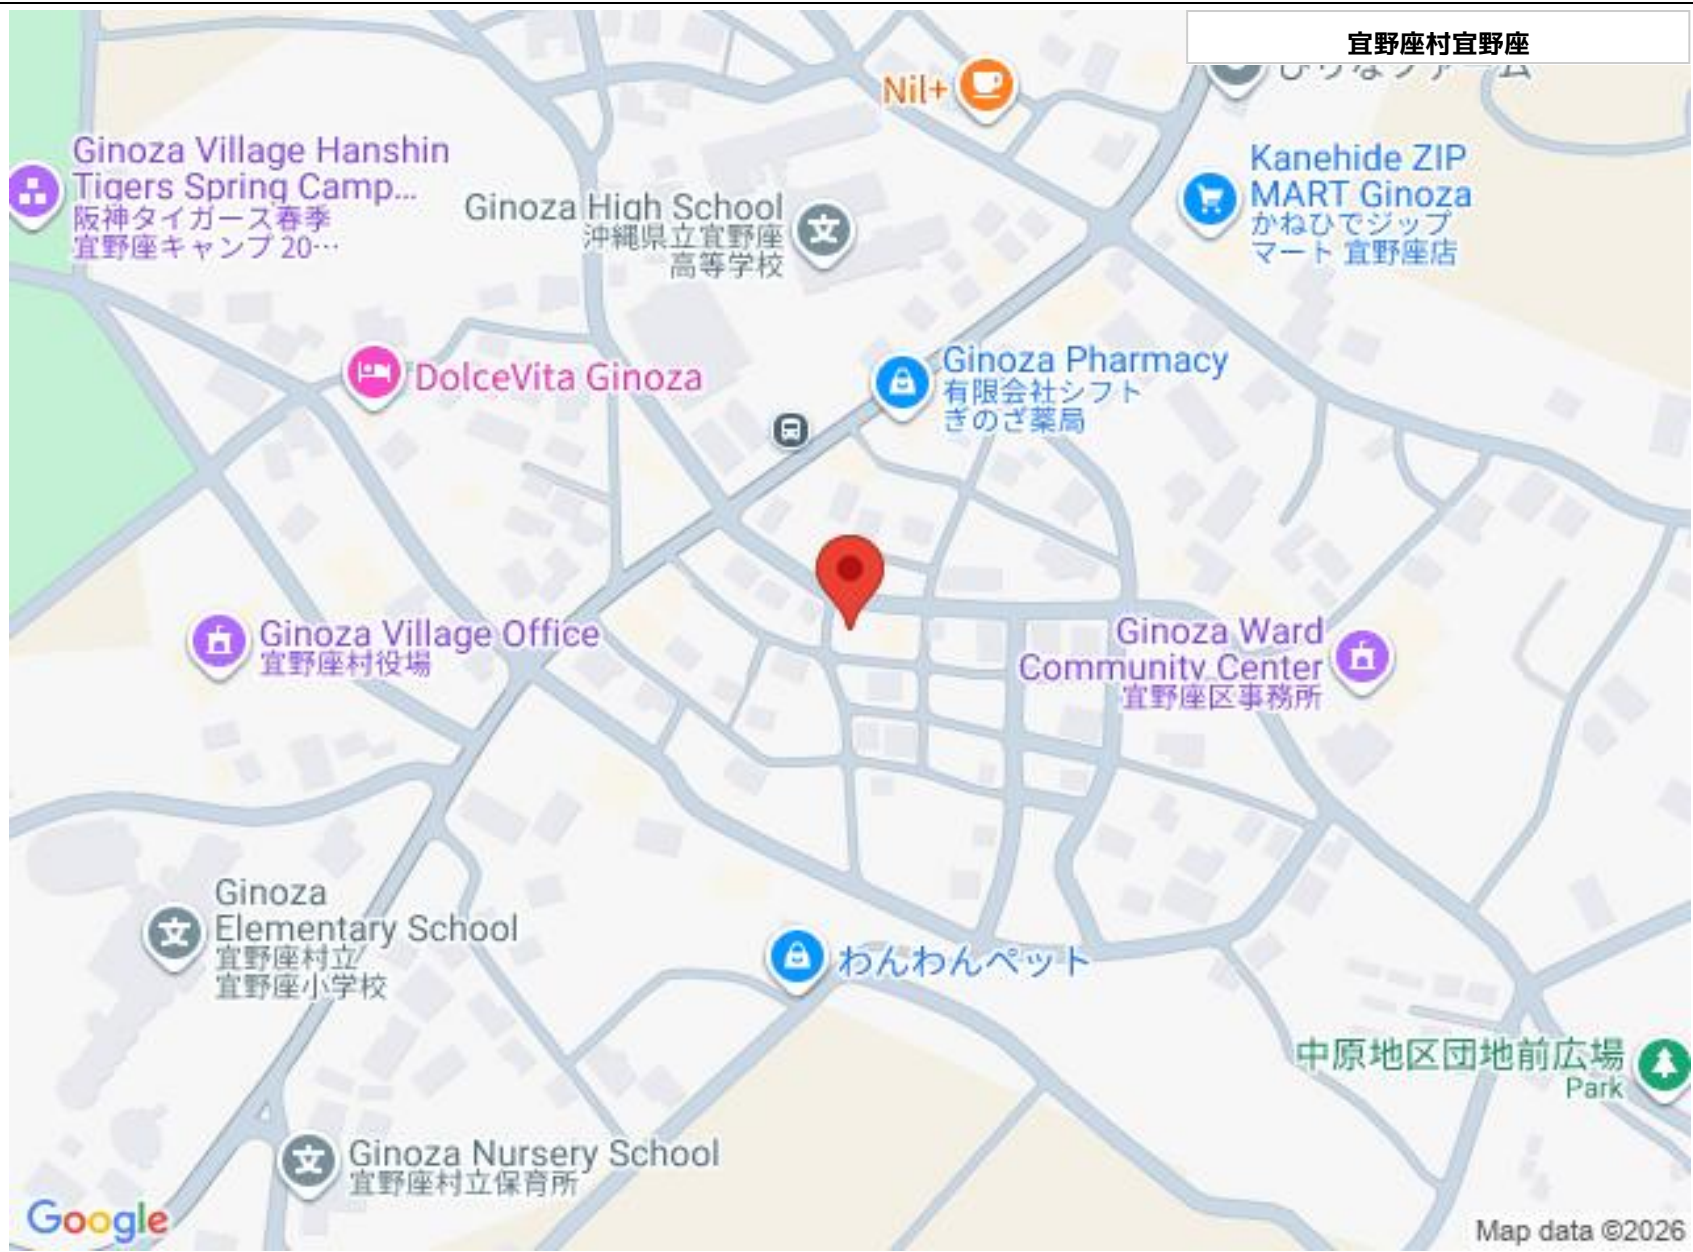 宜野座村宜野座
Nil+
Ginoza Village Hanshin
Tigers Spring Camp...
阪神タイガース春季
宜野座キャンプ 20…
Ginoza High School
沖縄県立宜野座
高等学校
Kanehide ZIP
MART Ginoza
かねひでジップ
マート 宜野座店
DolceVita Ginoza
Ginoza Pharmacy
有限会社シフト
ぎのざ薬局
Ginoza Village Office
宜野座村役場
Ginoza Ward
Community Center
宜野座区事務所
Ginoza
Elementary School
宜野座村立
宜野座小学校
わんわんペット
中原地区団地前広場
Park
Ginoza Nursery School
宜野座村立保育所
Google
Map data ©2026